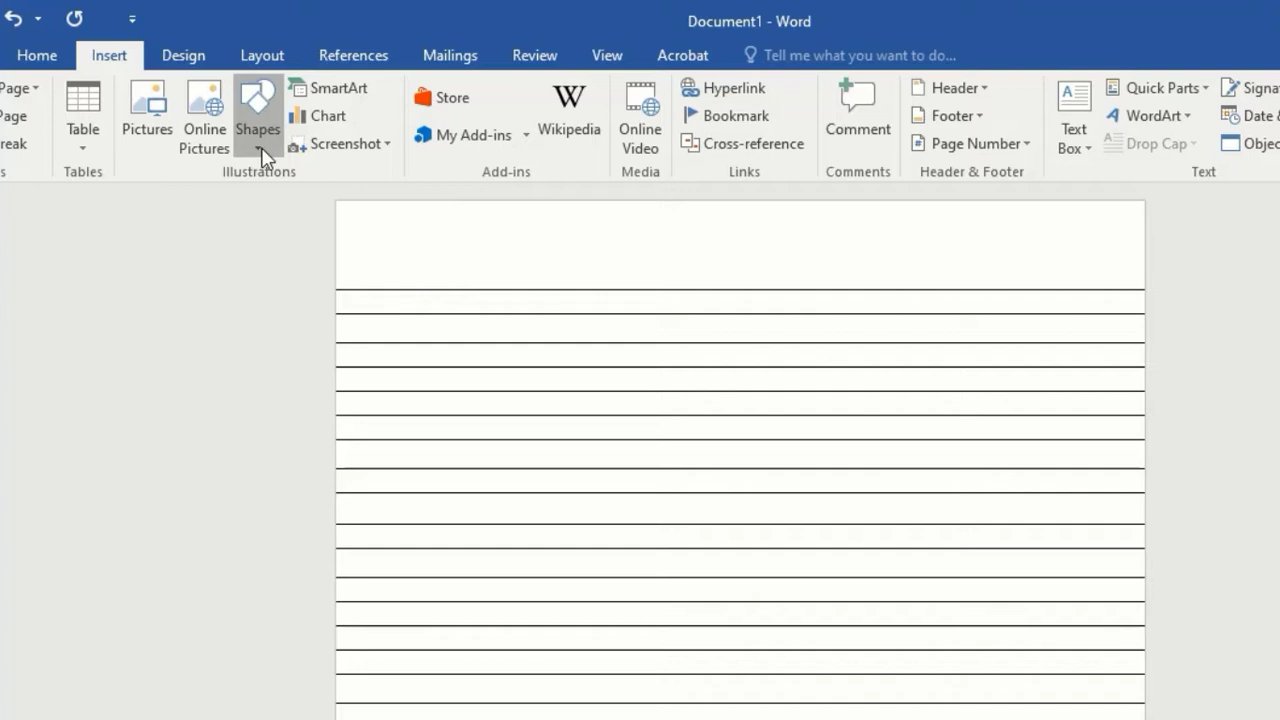 Document1 - Word
Home Insert Design Layout References Mailings Review View Acrobat Tell me what you want to do...
Page
Page
reak
s
Table
Tables
Pictures
Online
Pictures
Shapes
SmartArt
Chart
Screenshot
Illustrations
Store
My Add-ins
W
Wikipedia
Add-ins
Online
Video
Media
Hyperlink
Bookmark
Cross-reference
Links
Comment
Comments
Header
Footer
Page Number
Header & Footer
A
Text
Box
Quick Parts
A WordArt
A Drop Cap
Signa
Date &
Objec
Text